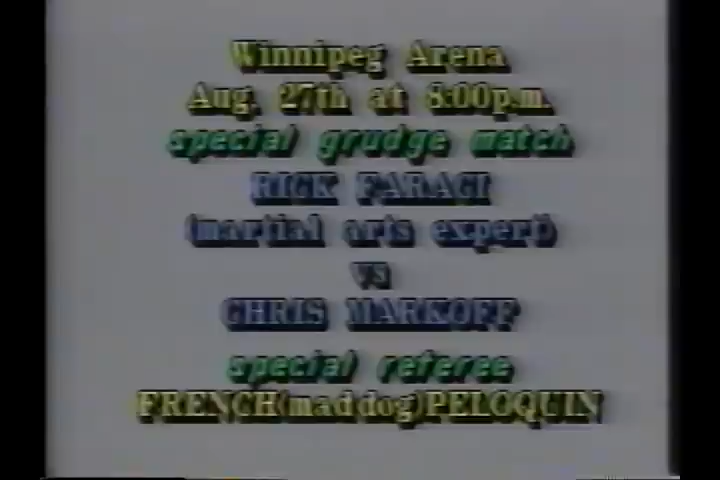 Winnipeg Arena
Aug. 27th at 8:00p.m.
special grudge match
RICK FARAGI
(martial arts expert)
vs
CHRIS MARKOFF
special referee
FRENCH(mad dog)PELOQUIN